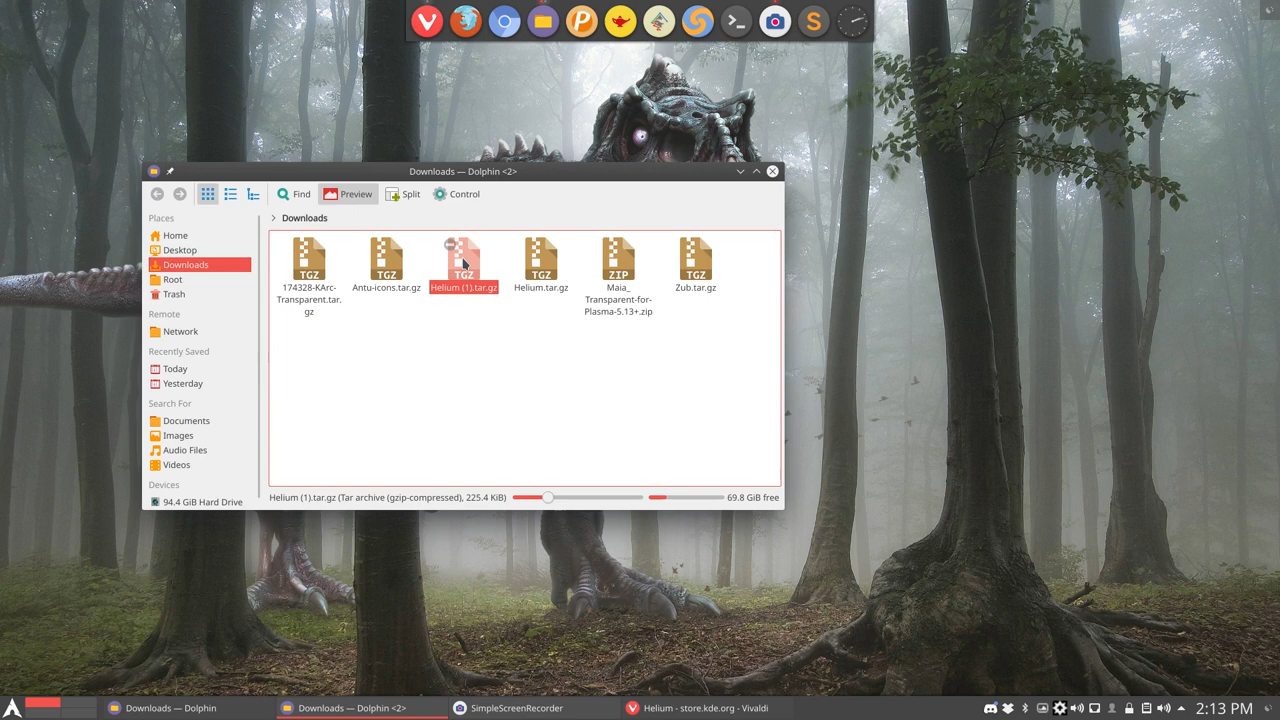 Downloads — Dolphin <2>
Find
Preview
Split
Control
Places
Home
Desktop
Downloads
Root
Trash
Remote
Network
Recently Saved
Today
Yesterday
Search For
Documents
Images
Audio Files
Videos
Devices
94.4 GiB Hard Drive
Downloads
TGZ
TGZ
TGZ
TGZ
ZIP
TGZ
174328-KArc-
Transparent.tar.
gz
Antu-icons.tar.gz
Helium (1).tar.gz
Helium.tar.gz
Maia_
Transparent-for-
Plasma-5.13+.zip
Zub.tar.gz
Helium (1).tar.gz (Tar archive (gzip-compressed), 225.4 KiB)
69.8 GiB free
Downloads — Dolphin
Downloads — Dolphin <2>
SimpleScreenRecorder
Helium - store.kde.org - Vivaldi
2:13 PM